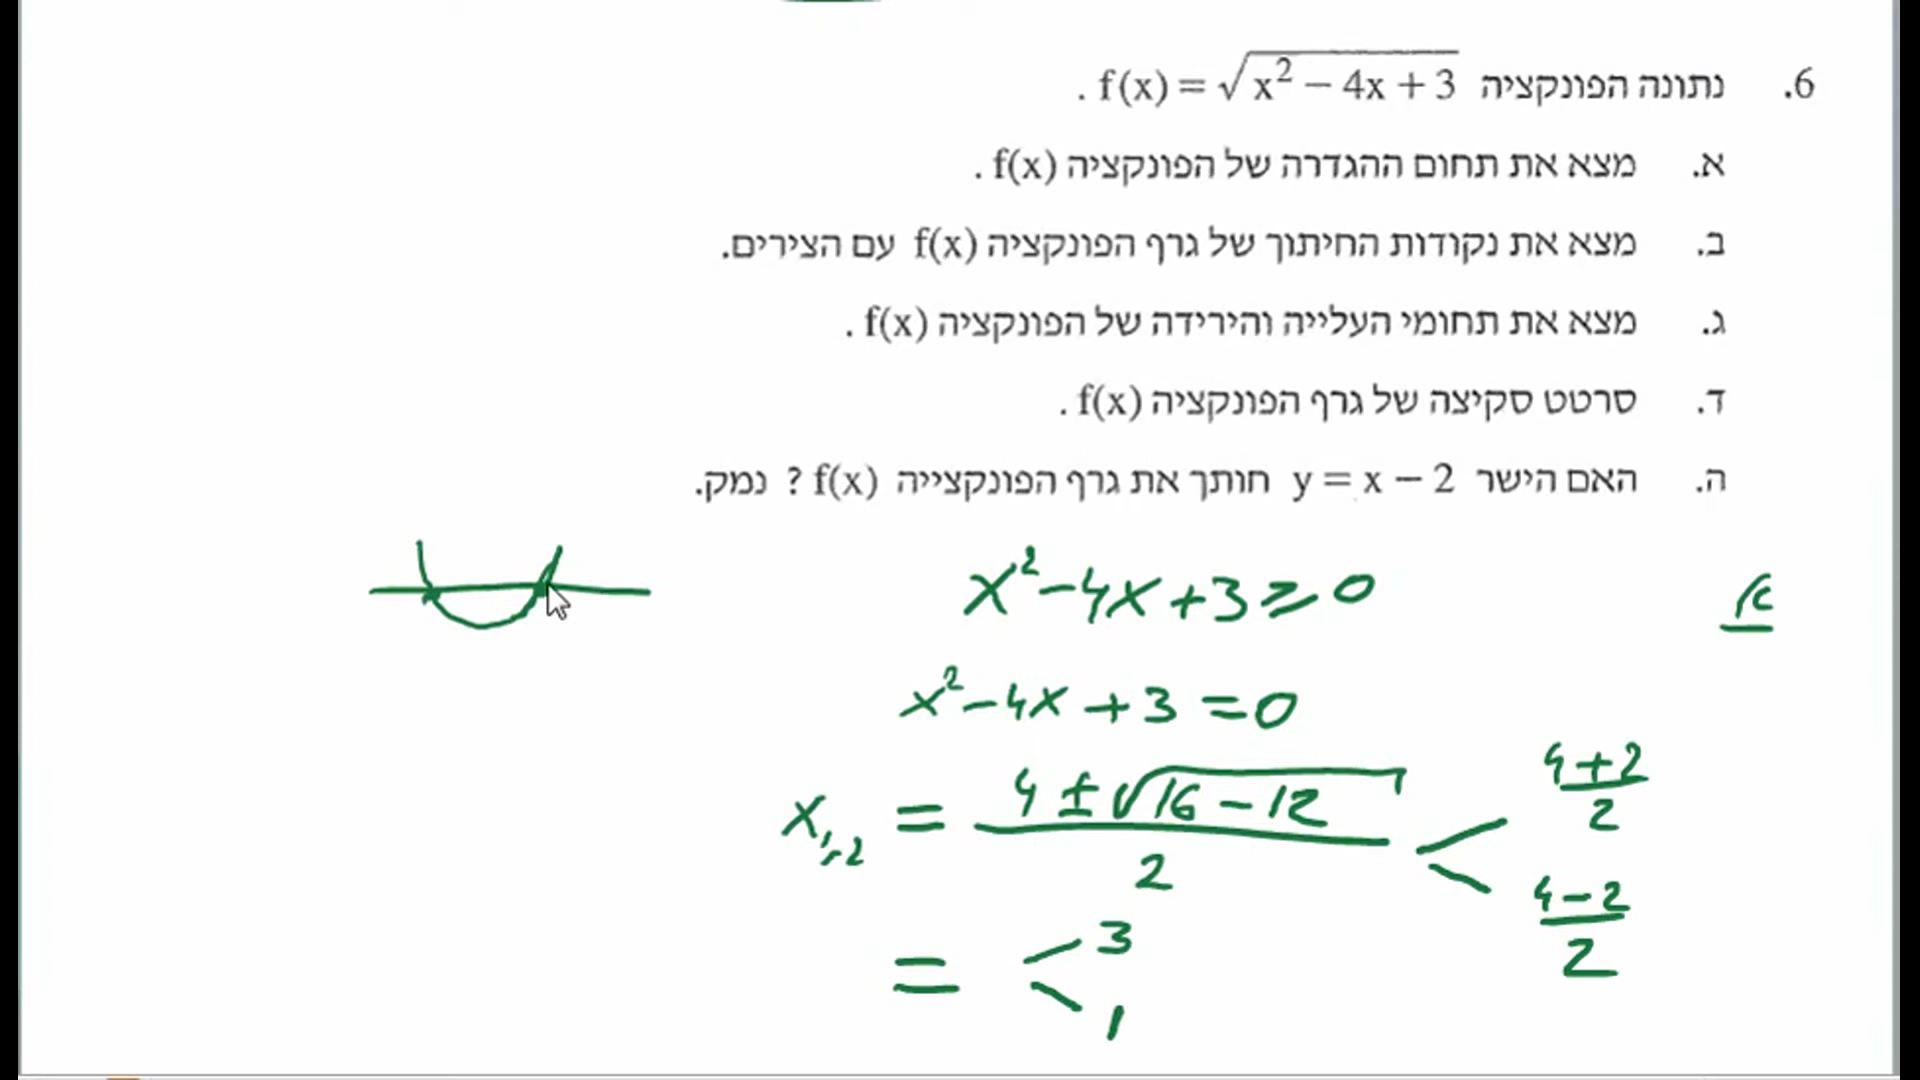 6. נתונה הפונקציה f(x) = √(x² − 4x + 3) .
א. מצא את תחום ההגדרה של הפונקציה f(x) .
ב. מצא את נקודות החיתוך של גרף הפונקציה f(x) עם הצירים.
ג. מצא את תחומי העלייה והירידה של הפונקציה f(x) .
ד. סרטט סקיצה של גרף הפונקציה f(x) .
ה. האם הישר y = x − 2 חותך את גרף הפונקצייה f(x) ? נמק.
א x² − 4x + 3 ≥ 0
x² − 4x + 3 = 0
x₁,₂ = (4 ± √(16 − 12)) / 2 < (4+2)/2
(4−2)/2
= < 3
1